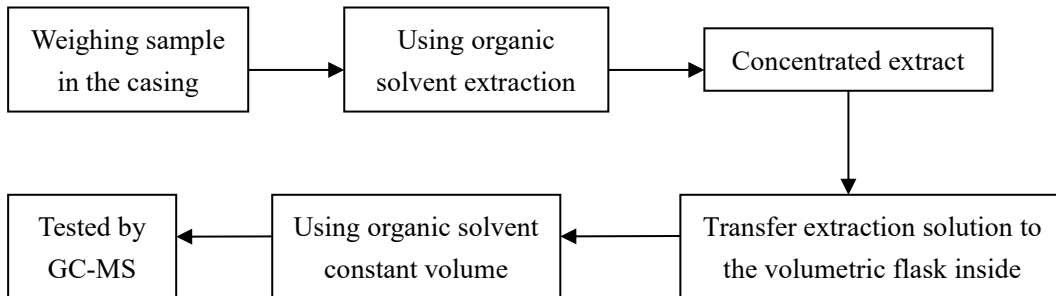 Weighing sample
in the casing
Using organic
solvent extraction
Concentrated extract
Transfer extraction solution to
the volumetric flask inside
Using organic solvent
constant volume
Tested by
GC-MS